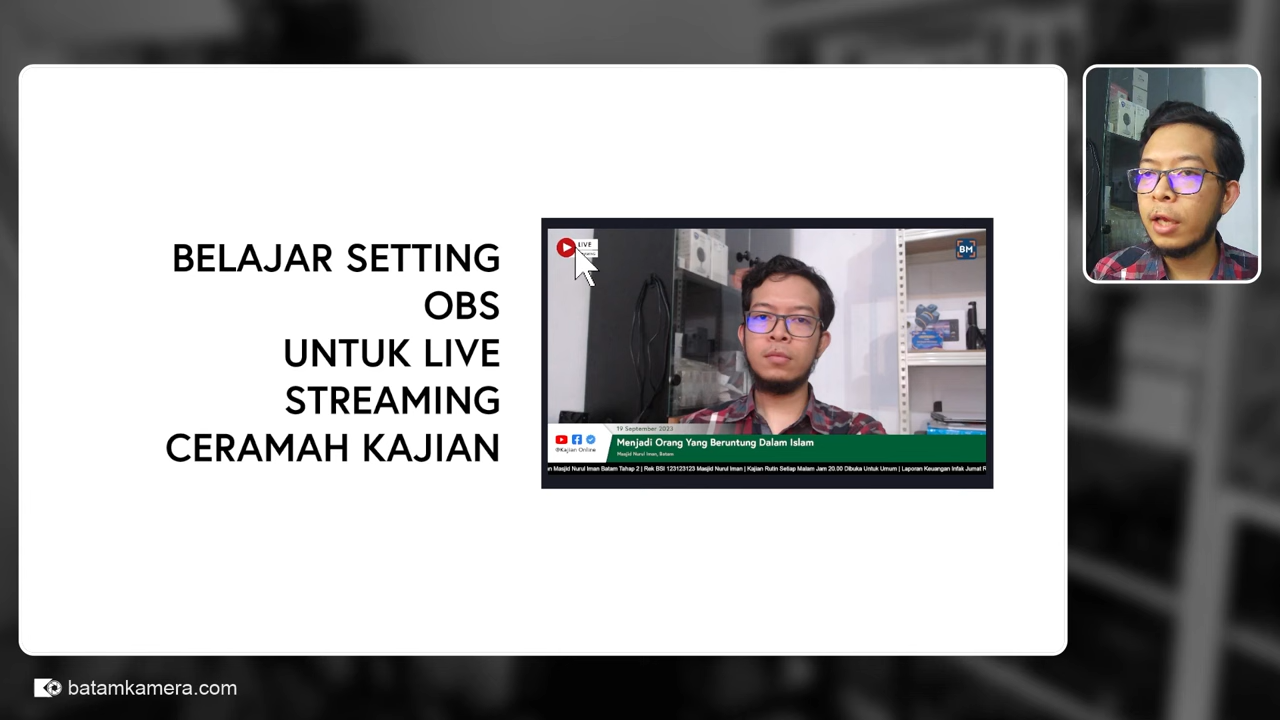 BELAJAR SETTING
OBS
UNTUK LIVE
STREAMING
CERAMAH KAJIAN
LIVE
BM
19 September 2023
Menjadi Orang Yang Beruntung Dalam Islam
Masjid Nurul Iman, Batam
@Kajian Online
n Masjid Nurul Iman Batam Tahap 2 | Rek BSI 123123123 Masjid Nurul Iman | Kajian Rutin Setiap Malam Jam 20.00 Dibuka Untuk Umum | Laporan Keuangan Infak Jumat R
batamkamera.com